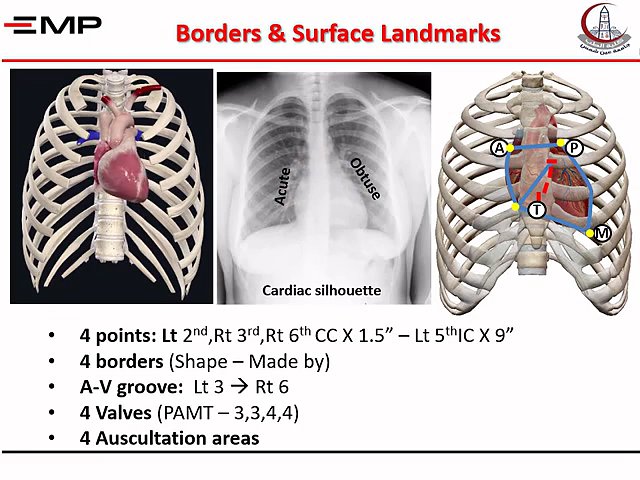 EMP
Borders & Surface Landmarks
Acute
Obtuse
Cardiac silhouette
A
P
T
M
• 4 points: Lt 2nd,Rt 3rd,Rt 6th CC X 1.5” – Lt 5thIC X 9”
• 4 borders (Shape – Made by)
• A-V groove: Lt 3 → Rt 6
• 4 Valves (PAMT – 3,3,4,4)
• 4 Auscultation areas